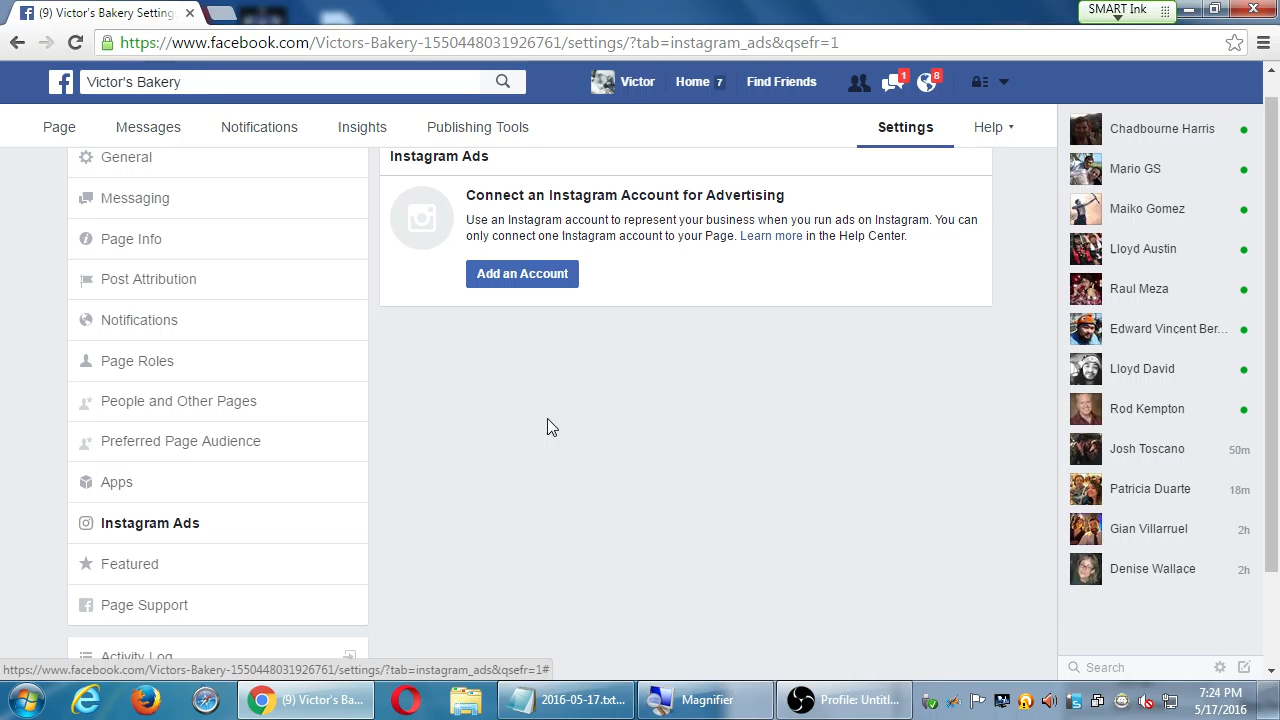 (9) Victor's Bakery Settings
SMART Ink
https://www.facebook.com/Victors-Bakery-1550448031926761/settings/?tab=instagram_ads&qsefr=1
Victor's Bakery
Victor
Home 7
Find Friends
1
8
Page
Messages
Notifications
Insights
Publishing Tools
Settings
Help
General
Messaging
Page Info
Post Attribution
Notifications
Page Roles
People and Other Pages
Preferred Page Audience
Apps
Instagram Ads
Featured
Page Support
Activity Log
Instagram Ads
Connect an Instagram Account for Advertising
Use an Instagram account to represent your business when you run ads on Instagram. You can
only connect one Instagram account to your Page. Learn more in the Help Center.
Add an Account
Chadbourne Harris
Mario GS
Maiko Gomez
Lloyd Austin
Raul Meza
Edward Vincent Ber...
Lloyd David
Rod Kempton
Josh Toscano 50m
Patricia Duarte 18m
Gian Villarruel 2h
Denise Wallace 2h
Search
https://www.facebook.com/Victors-Bakery-1550448031926761/settings/?tab=instagram_ads&qsefr=1#
(9) Victor's Ba...
2016-05-17.txt...
Magnifier
Profile: Untitl...
7:24 PM
5/17/2016